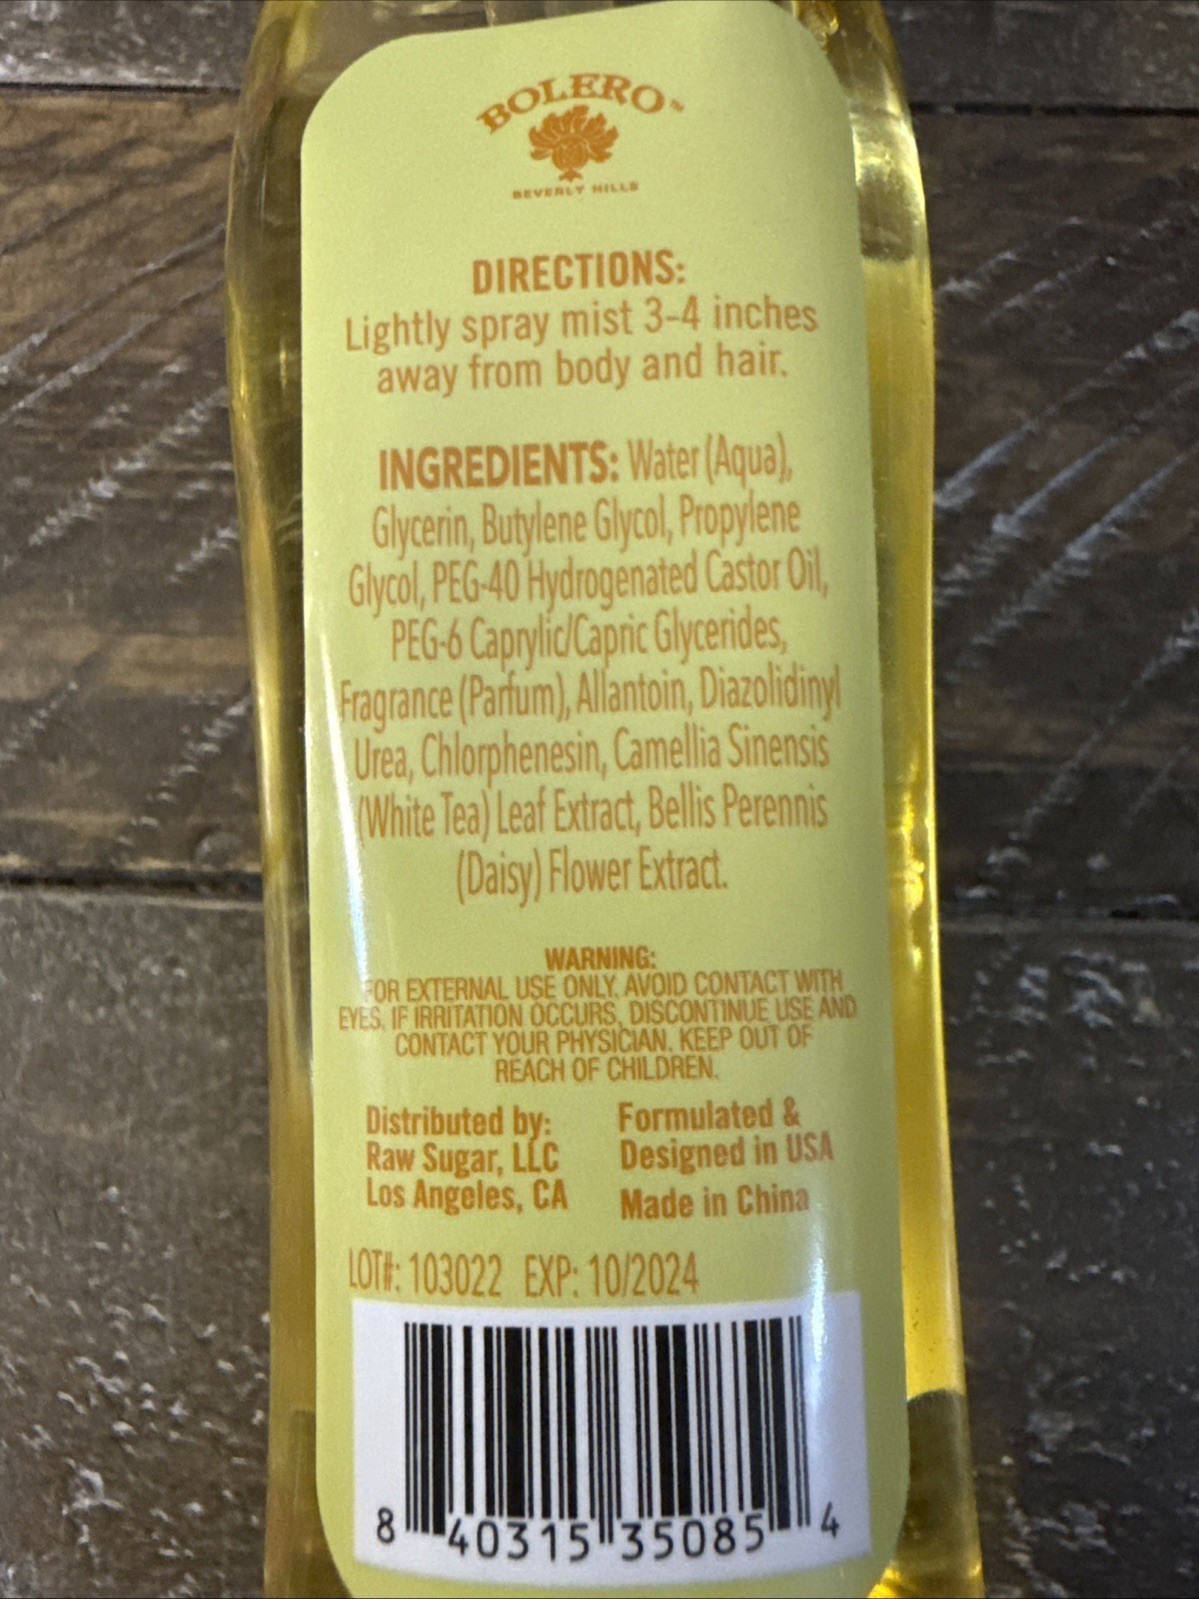 BOLERO™
BEVERLY HILLS
DIRECTIONS:
Lightly spray mist 3-4 inches
away from body and hair.
INGREDIENTS: Water (Aqua),
Glycerin, Butylene Glycol, Propylene
Glycol, PEG-40 Hydrogenated Castor Oil,
PEG-6 Caprylic/Capric Glycerides,
Fragrance (Parfum), Allantoin, Diazolidinyl
Urea, Chlorphenesin, Camellia Sinensis
(White Tea) Leaf Extract, Bellis Perennis
(Daisy) Flower Extract.
WARNING:
FOR EXTERNAL USE ONLY. AVOID CONTACT WITH
EYES. IF IRRITATION OCCURS, DISCONTINUE USE AND
CONTACT YOUR PHYSICIAN. KEEP OUT OF
REACH OF CHILDREN.
Distributed by:
Raw Sugar, LLC
Los Angeles, CA
Formulated &
Designed in USA
Made in China
LOT#: 103022 EXP: 10/2024
8 40315 35085 4